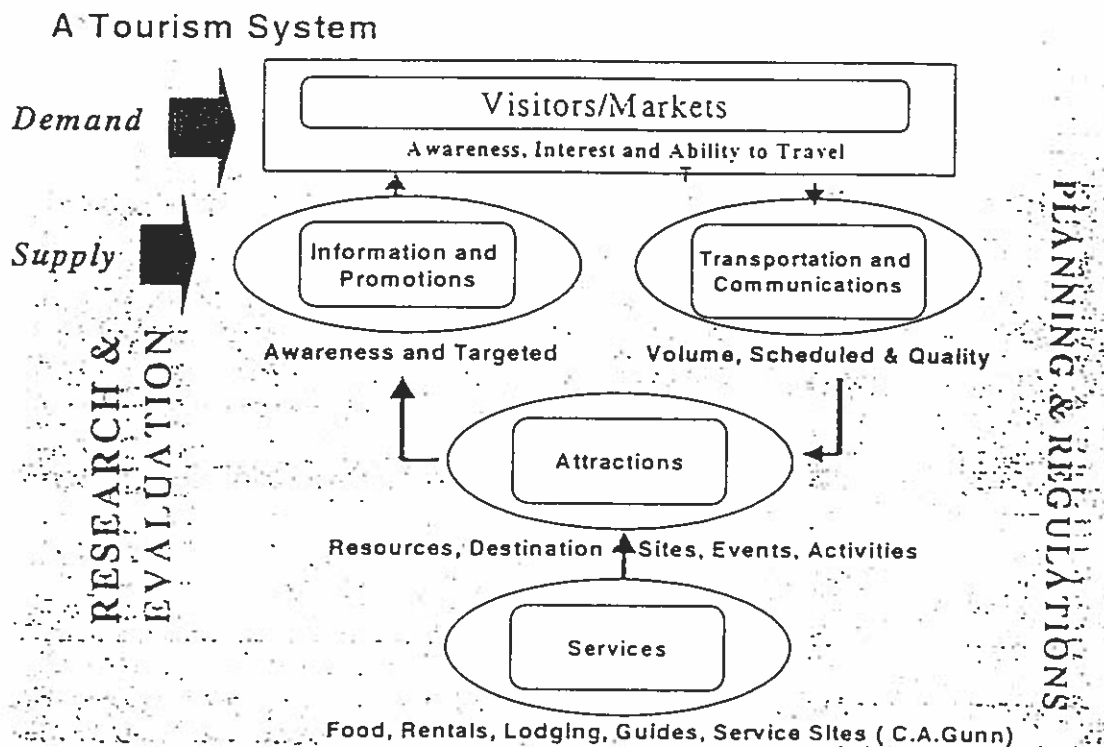 A Tourism System
Demand
Visitors/Markets
Awareness, Interest and Ability to Travel
Supply
Information and
Promotions
Transportation and
Communications
Awareness and Targeted
Volume, Scheduled & Quality
RESEARCH &
EVALUATION
PLANNING & REGULATIONS
Attractions
Resources, Destination Sites, Events, Activities
Services
Food, Rentals, Lodging, Guides, Service Sites ( C.A.Gunn)